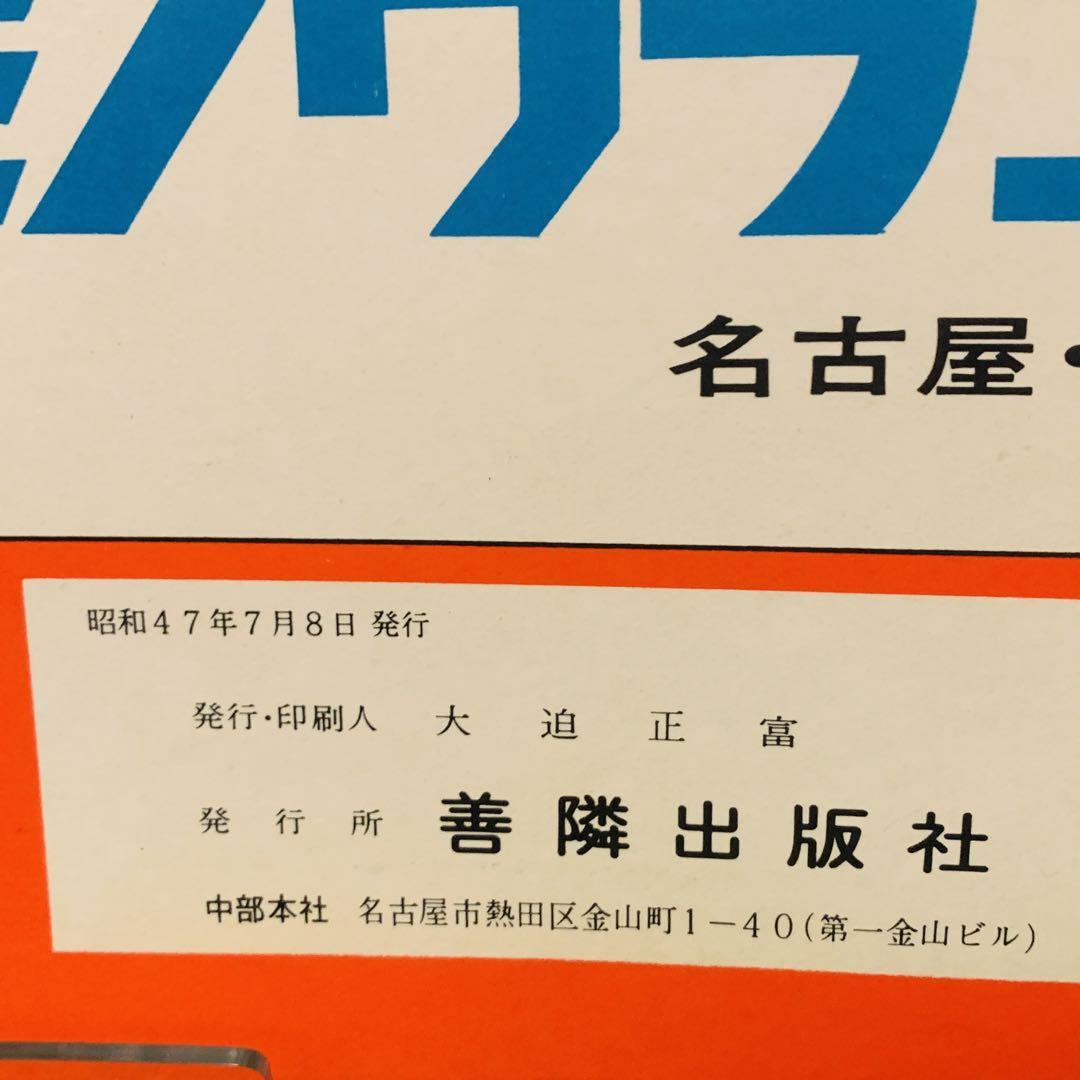 名古屋・
昭和47年7月8日 発行
発行・印刷人 大迫正富
発行所 善隣出版社
中部本社 名古屋市熱田区金山町1-40(第一金山ビル)